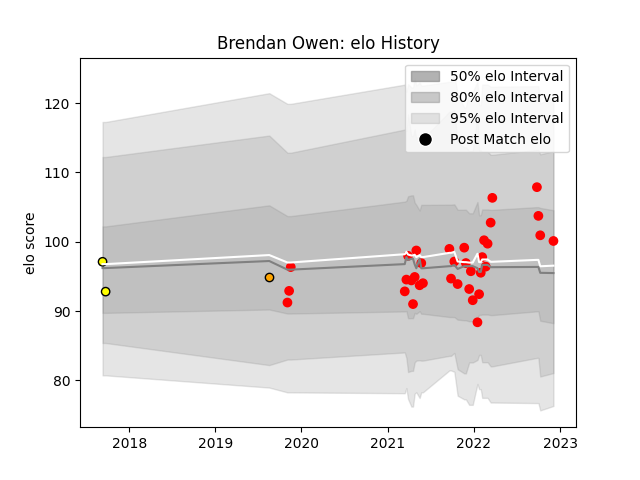 Brendan Owen: elo History
50% elo Interval
80% elo Interval
95% elo Interval
Post Match elo
elo score
120
110
100
90
80
2018 2019 2020 2021 2022 2023